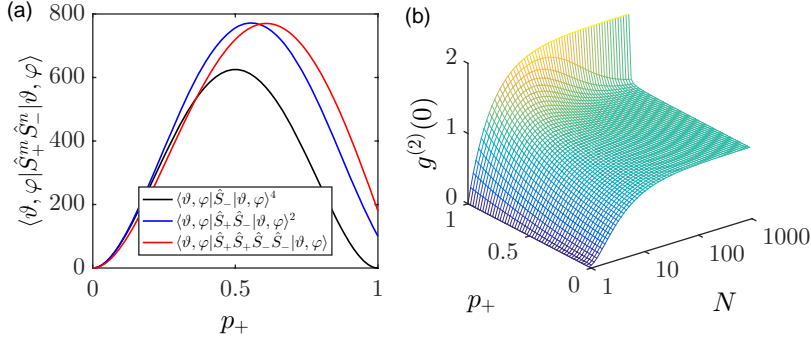 (a)
800
600
400
200
0
⟨ϑ, φ|Ŝ₊ᵐŜ₋ⁿ|ϑ, φ⟩
⟨ϑ, φ|Ŝ₋|ϑ, φ⟩⁴
⟨ϑ, φ|Ŝ₊Ŝ₋|ϑ, φ⟩²
⟨ϑ, φ|Ŝ₊Ŝ₊Ŝ₋Ŝ₋|ϑ, φ⟩
0 0.5 1
p₊
(b)
2
1
0
g⁽²⁾(0)
1
0.5
0
p₊
1 10 100 1000
N